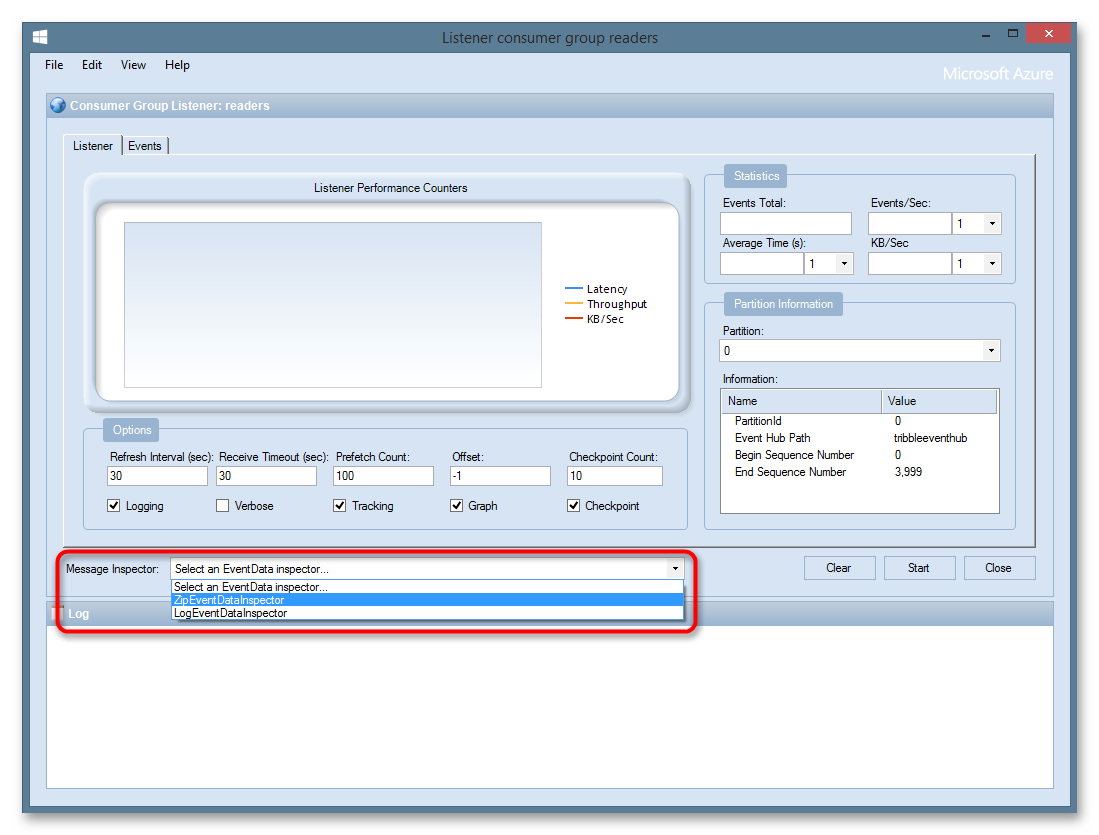 Listener consumer group readers
File Edit View Help
Microsoft Azure
Consumer Group Listener: readers
Listener Events
Listener Performance Counters
Latency
Throughput
KB/Sec
Statistics
Events Total: Events/Sec:
1
Average Time (s): KB/Sec
1 1
Partition Information
Partition:
0
Information:
Name Value
PartitionId 0
Event Hub Path tribbleeventhub
Begin Sequence Number 0
End Sequence Number 3,999
Options
Refresh Interval (sec): Receive Timeout (sec): Prefetch Count: Offset: Checkpoint Count:
30 30 100 -1 10
Logging Verbose Tracking Graph Checkpoint
Message Inspector: Select an EventData inspector...
Select an EventData inspector...
ZipEventDataInspector
LogEventDataInspector
Clear Start Close
Log